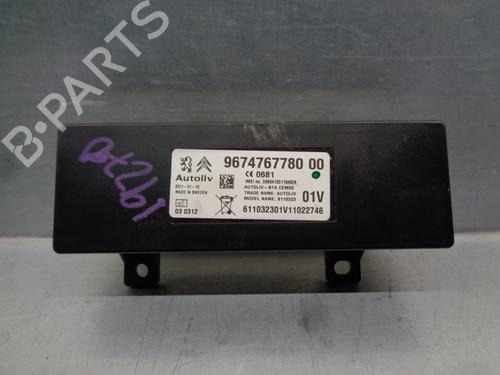 B-PARTS
9674767780 00
Autoliv
CE 0681
2011-01-12
MADE IN SWEDEN
AUTOLIV-BTA CEM00
TRADE NAME: AUTOLIV
MODEL NAME: 6110323
01V
03 0312
611032301V11022746